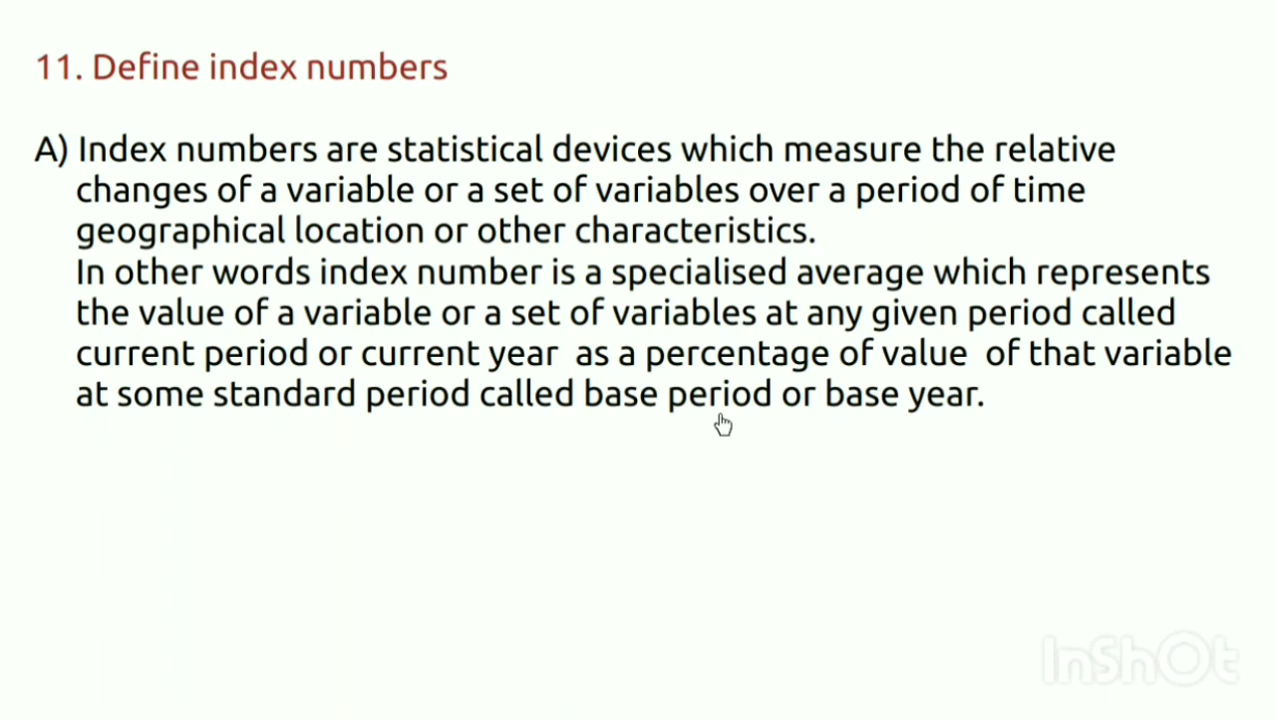 11. Define index numbers
A) Index numbers are statistical devices which measure the relative
changes of a variable or a set of variables over a period of time
geographical location or other characteristics.
In other words index number is a specialised average which represents
the value of a variable or a set of variables at any given period called
current period or current year as a percentage of value of that variable
at some standard period called base period or base year.
InShOt